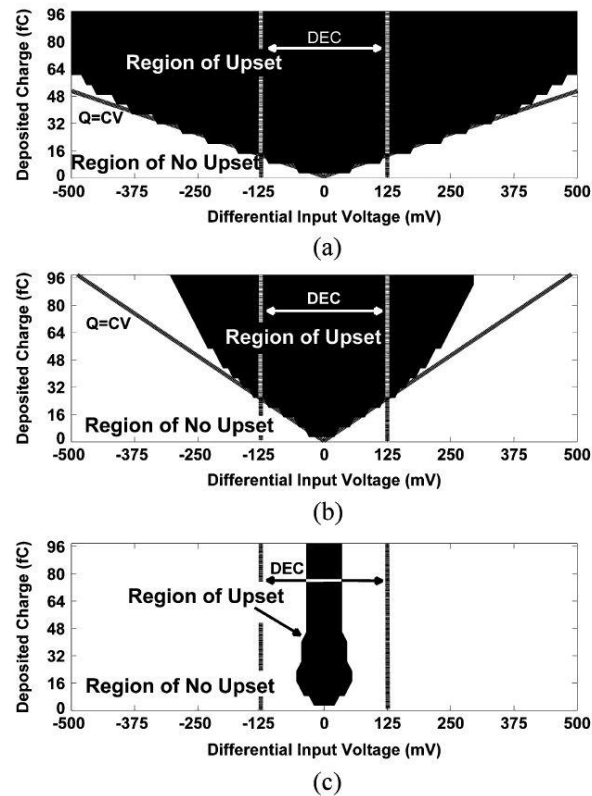 96
80
64
48
32
16
0
Deposited Charge (fC)
DEC
Region of Upset
Q=CV
Region of No Upset
-500 -375 -250 -125 0 125 250 375 500
Differential Input Voltage (mV)
(a)
96
80
64
48
32
16
0
Deposited Charge (fC)
DEC
Region of Upset
Q=CV
Region of No Upset
-500 -375 -250 -125 0 125 250 375 500
Differential Input Voltage (mV)
(b)
96
80
64
48
32
16
0
Deposited Charge (fC)
DEC
Region of Upset
Region of No Upset
-500 -375 -250 -125 0 125 250 375 500
Differential Input Voltage (mV)
(c)